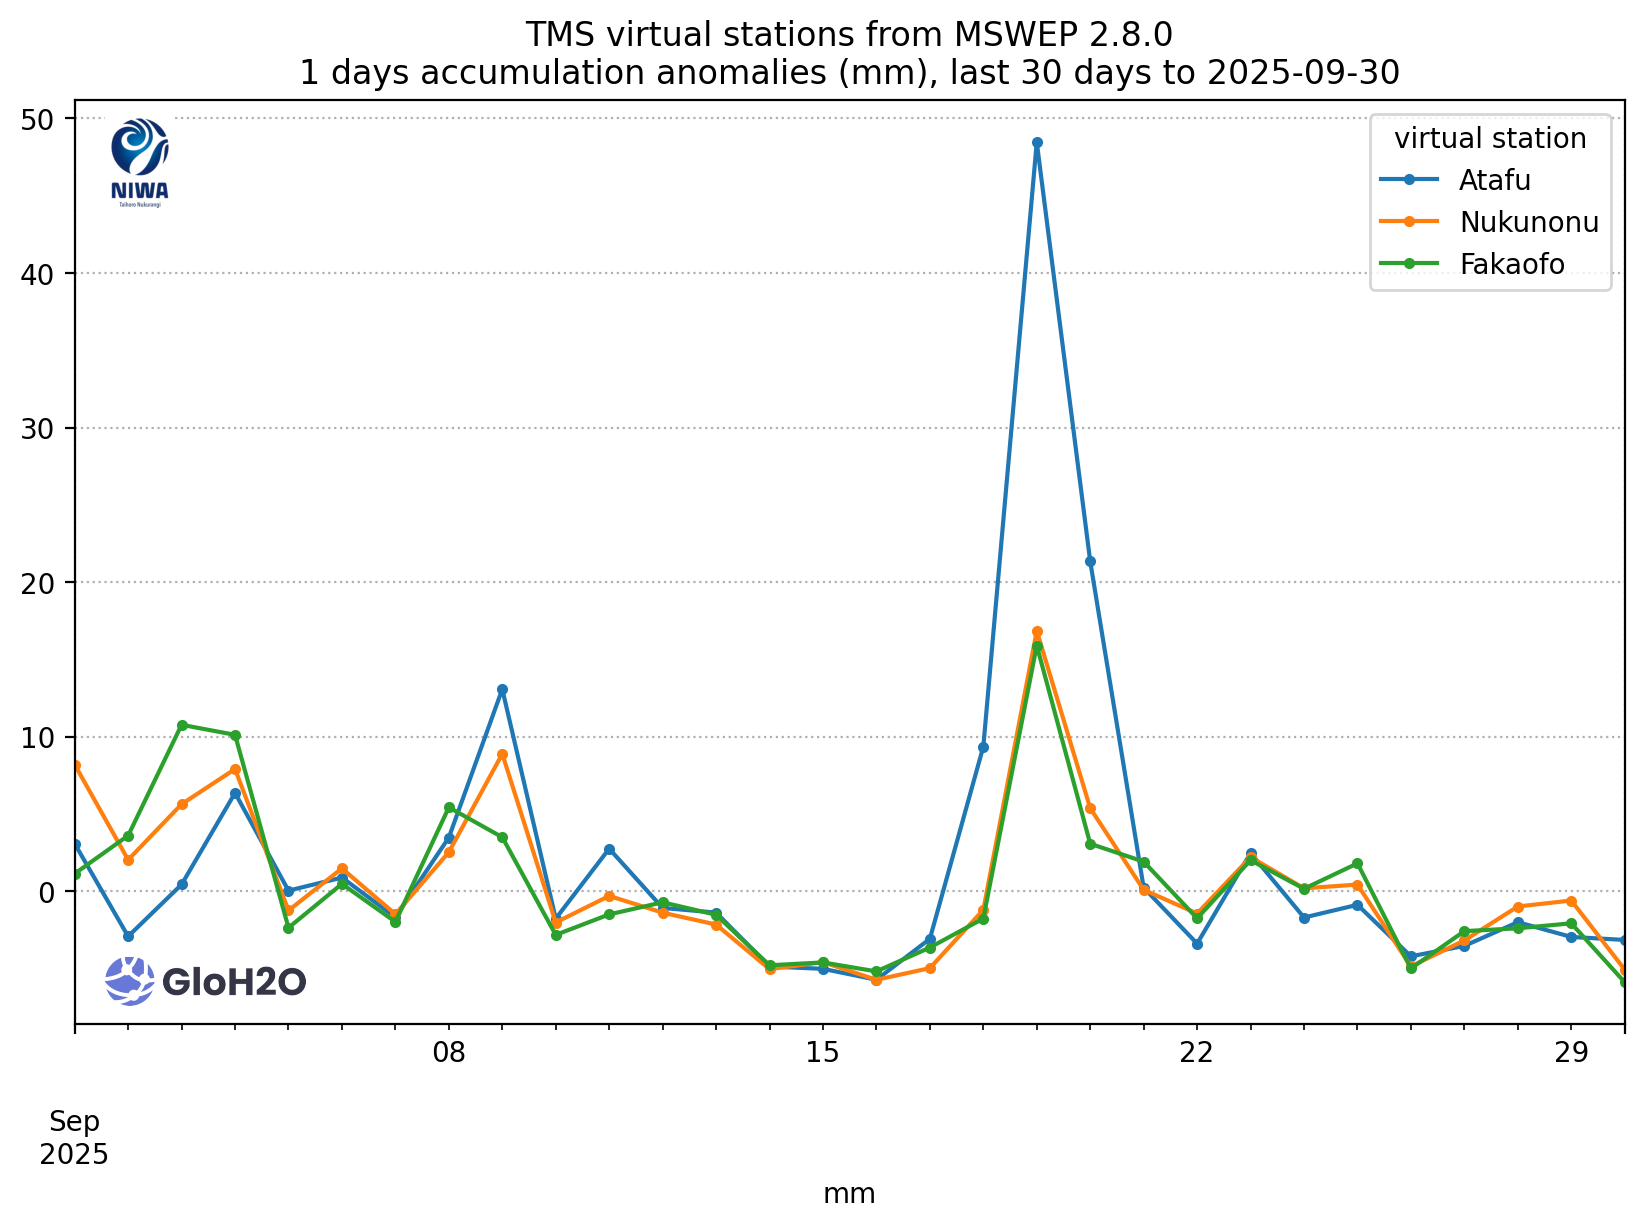 TMS virtual stations from MSWEP 2.8.0
1 days accumulation anomalies (mm), last 30 days to 2025-09-30
50
40
30
20
10
0
NIWA
Taihoro Nukurangi
virtual station
Atafu
Nukunonu
Fakaofo
GloH2O
08
15
22
29
Sep
2025
mm